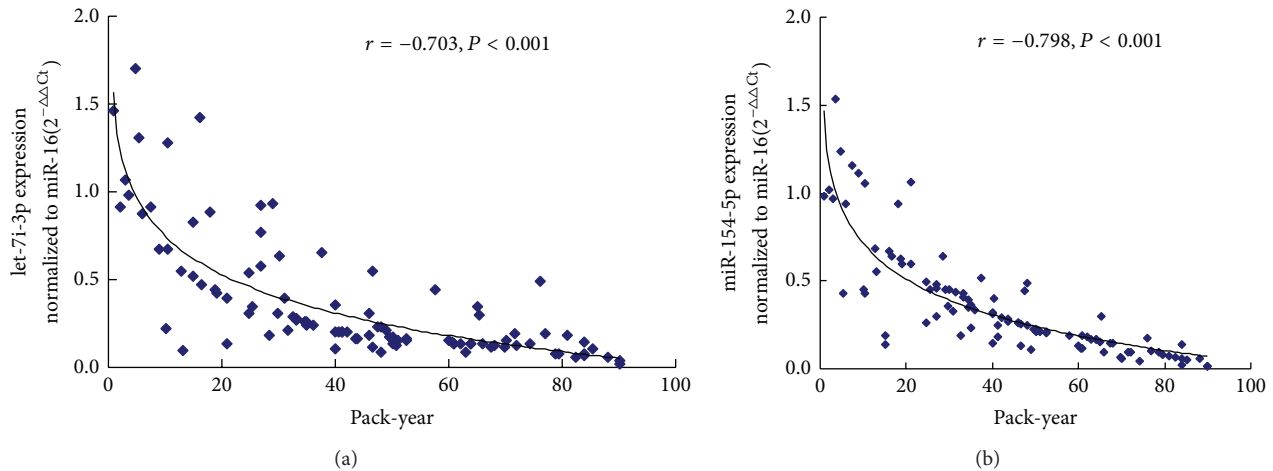 let-7i-3p expression
normalized to miR-16(2^−ΔΔCt)
2.0
1.5
1.0
0.5
0.0
r = −0.703, P < 0.001
0 20 40 60 80 100
Pack-year
(a)
miR-154-5p expression
normalized to miR-16(2^−ΔΔCt)
2.0
1.5
1.0
0.5
0.0
r = −0.798, P < 0.001
0 20 40 60 80 100
Pack-year
(b)